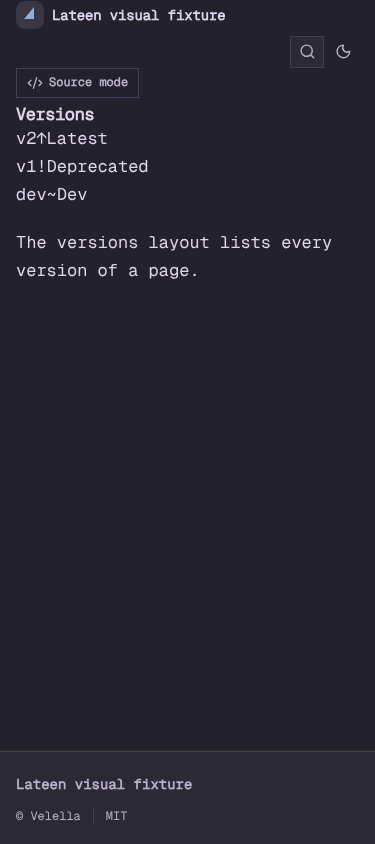 Lateen visual fixture
</> Source mode
Versions
v2↑Latest
v1!Deprecated
dev~Dev
The versions layout lists every
version of a page.
Lateen visual fixture
© Velella
MIT